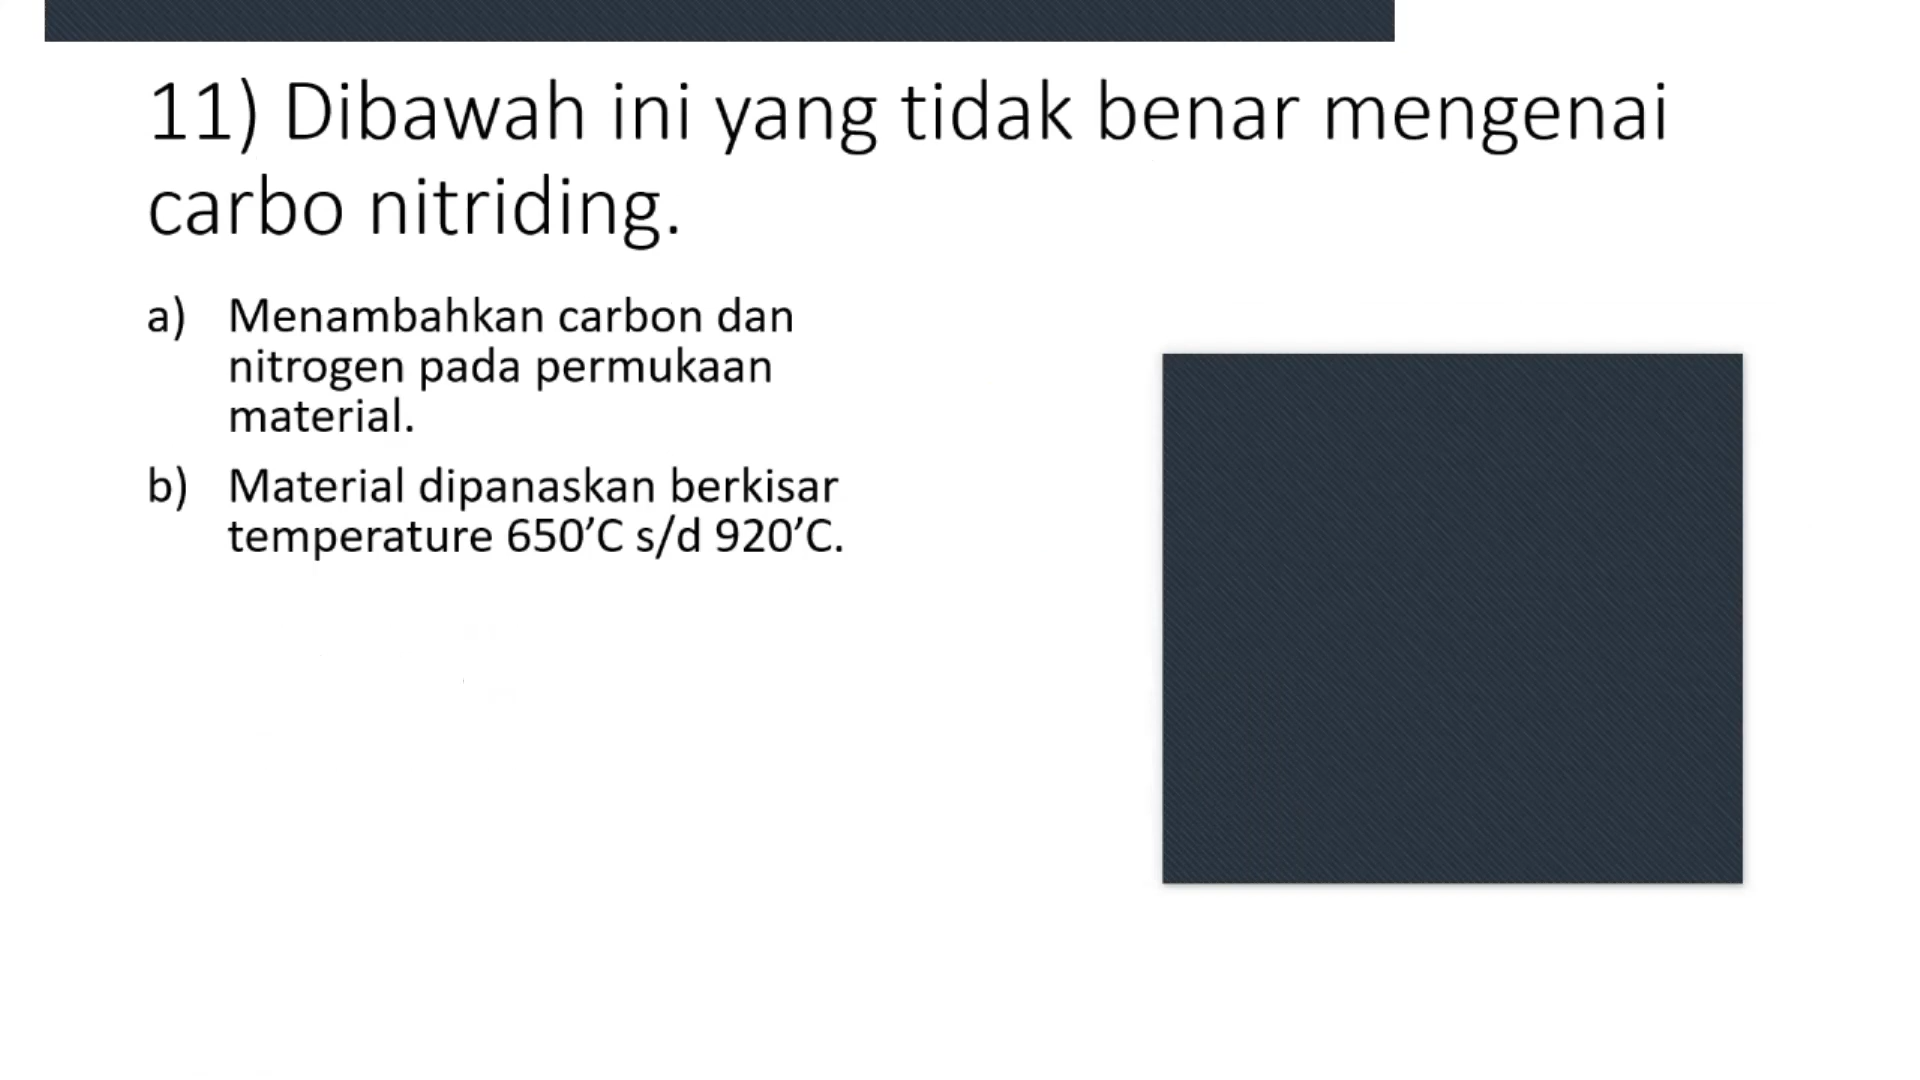 11) Dibawah ini yang tidak benar mengenai
carbo nitriding.
a) Menambahkan carbon dan
nitrogen pada permukaan
material.
b) Material dipanaskan berkisar
temperature 650’C s/d 920’C.